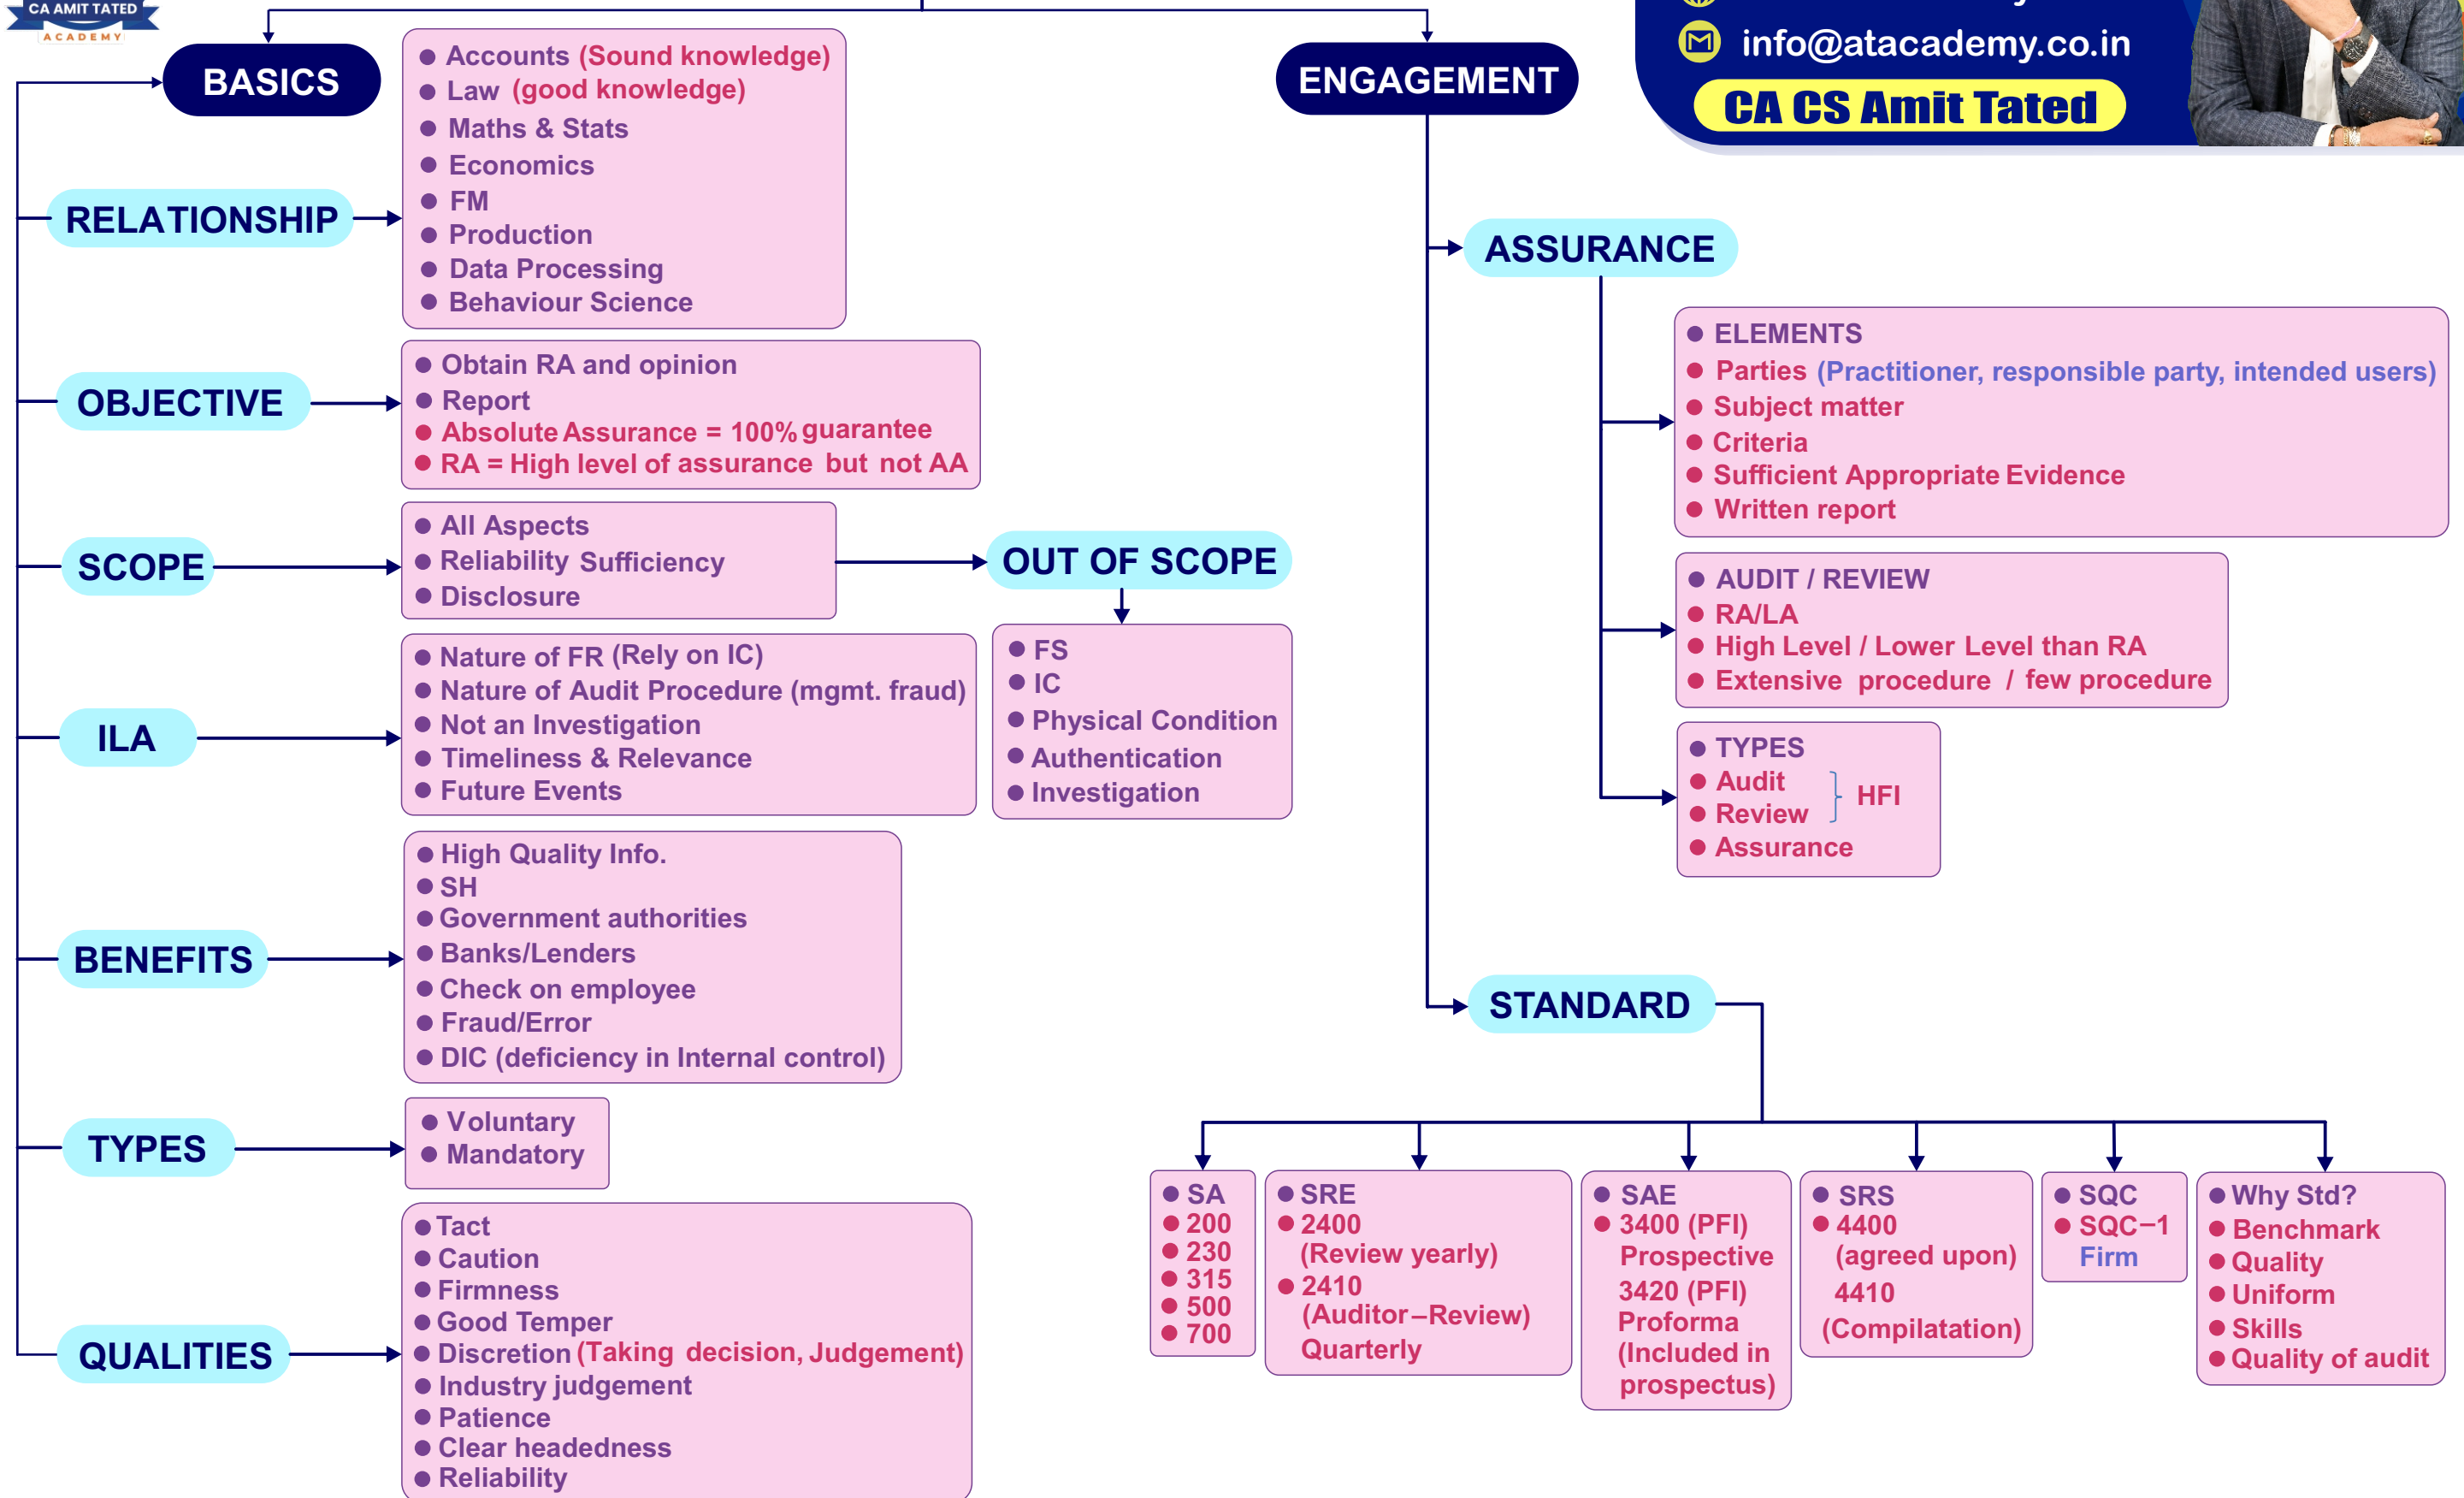 CA AMIT TATED
ACADEMY
info@atacademy.co.in
CA CS Amit Tated
BASICS
RELATIONSHIP
Accounts (Sound knowledge)
Law (good knowledge)
Maths & Stats
Economics
FM
Production
Data Processing
Behaviour Science
OBJECTIVE
Obtain RA and opinion
Report
Absolute Assurance = 100% guarantee
RA = High level of assurance but not AA
SCOPE
All Aspects
Reliability Sufficiency
Disclosure
OUT OF SCOPE
FS
IC
Physical Condition
Authentication
Investigation
ILA
Nature of FR (Rely on IC)
Nature of Audit Procedure (mgmt. fraud)
Not an Investigation
Timeliness & Relevance
Future Events
BENEFITS
High Quality Info.
SH
Government authorities
Banks/Lenders
Check on employee
Fraud/Error
DIC (deficiency in Internal control)
TYPES
Voluntary
Mandatory
QUALITIES
Tact
Caution
Firmness
Good Temper
Discretion (Taking decision, Judgement)
Industry judgement
Patience
Clear headedness
Reliability
ENGAGEMENT
ASSURANCE
ELEMENTS
Parties (Practitioner, responsible party, intended users)
Subject matter
Criteria
Sufficient Appropriate Evidence
Written report
AUDIT / REVIEW
RA/LA
High Level / Lower Level than RA
Extensive procedure / few procedure
TYPES
Audit
Review
HFI
Assurance
STANDARD
SA
200
230
315
500
700
SRE
2400
(Review yearly)
2410
(Auditor–Review)
Quarterly
SAE
3400 (PFI)
Prospective
3420 (PFI)
Proforma
(Included in
prospectus)
SRS
4400
(agreed upon)
4410
(Compilatation)
SQC
SQC–1
Firm
Why Std?
Benchmark
Quality
Uniform
Skills
Quality of audit